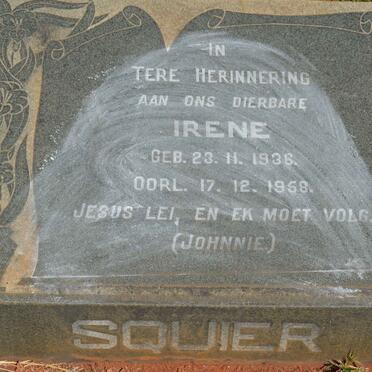 IN
TERE HERINNERING
AAN ONS DIERBARE
IRENE
GEB. 23. 11. 1936.
OORL. 17. 12. 1958.
JESUS LEI, EN EK MOET VOLG.
(JOHNNIE.)
SQUIER